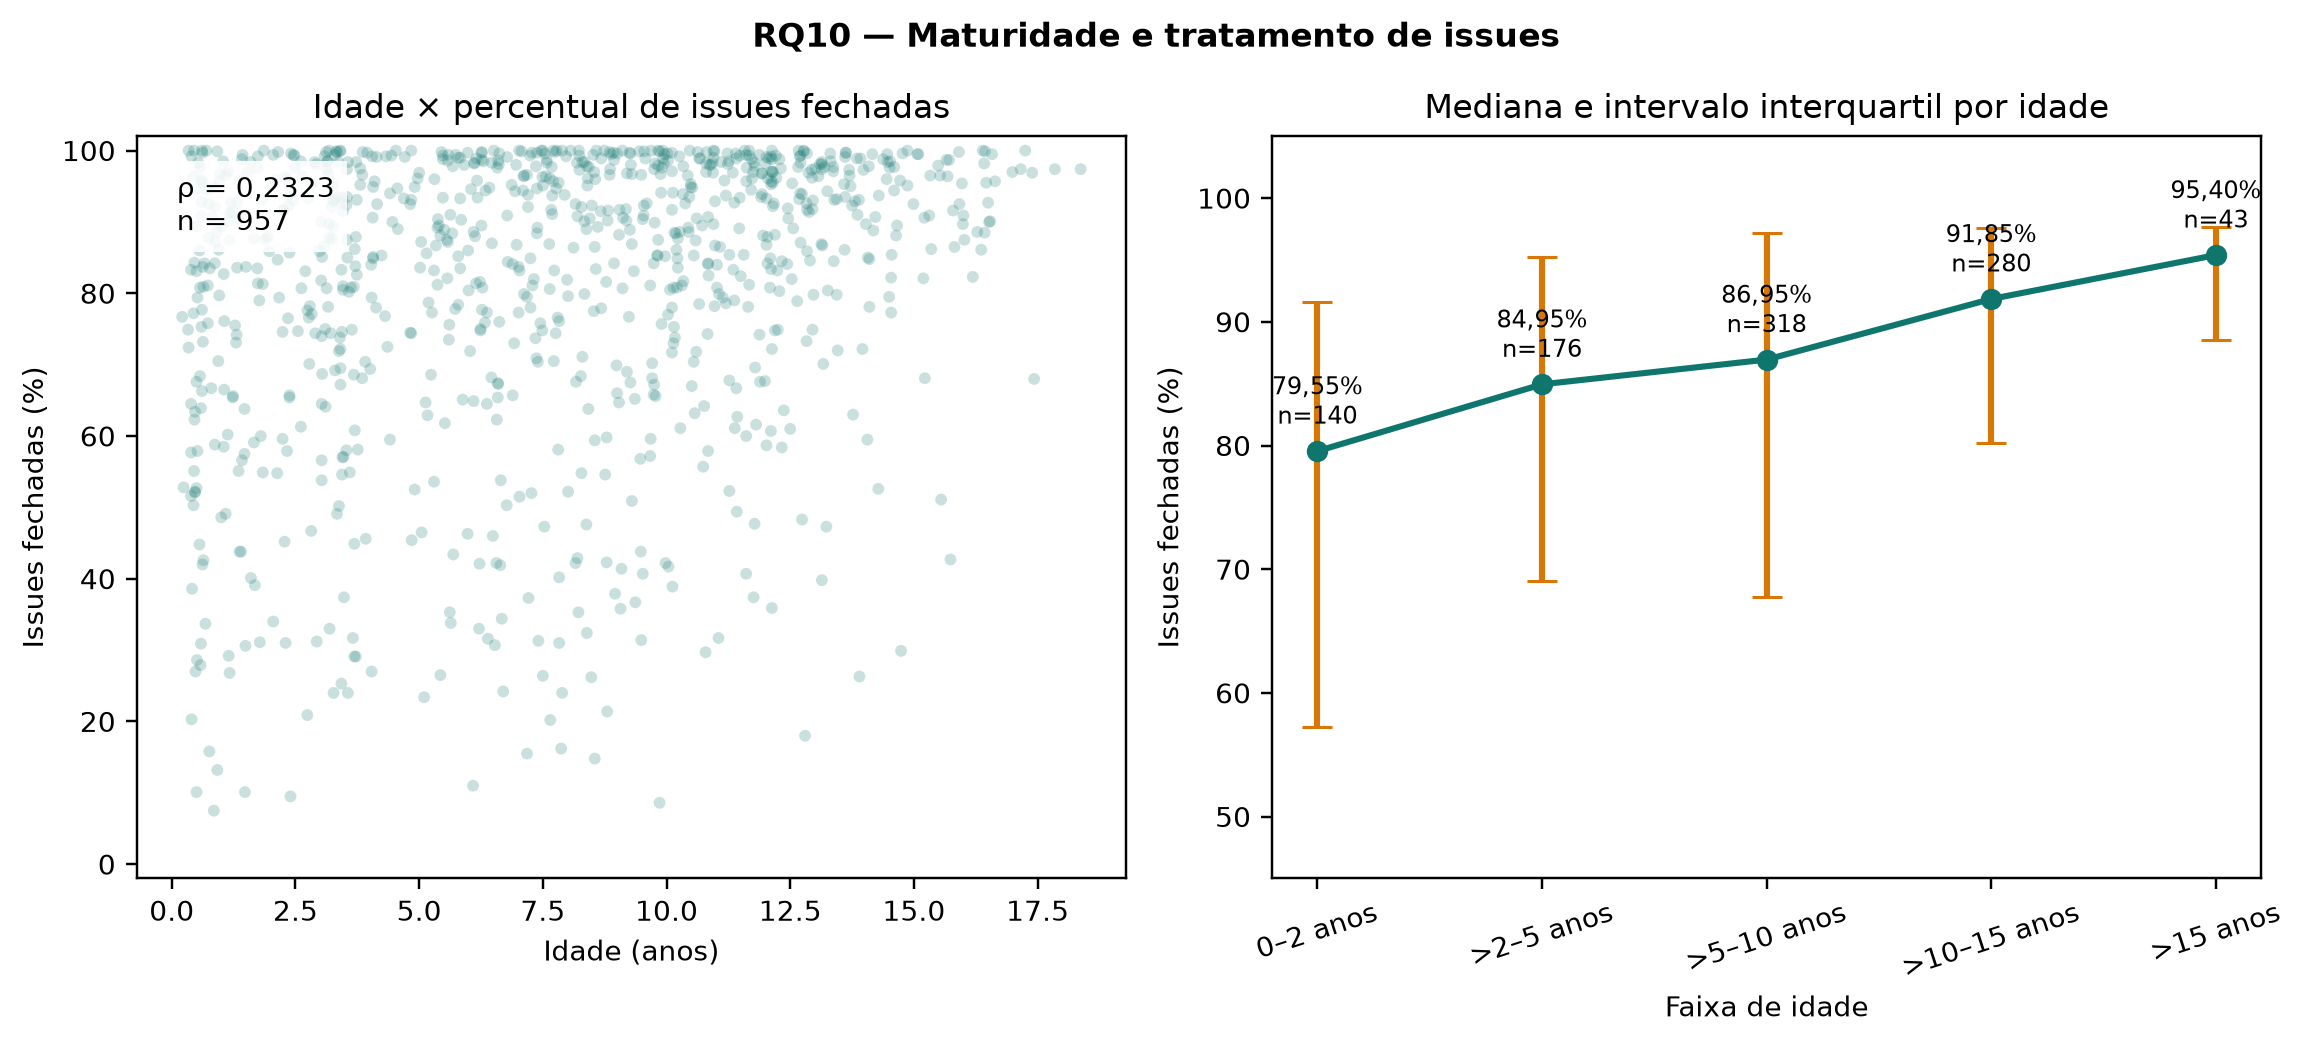 RQ10 — Maturidade e tratamento de issues
Idade × percentual de issues fechadas
ρ = 0,2323
n = 957
Issues fechadas (%)
100
80
60
40
20
0
0.0 2.5 5.0 7.5 10.0 12.5 15.0 17.5
Idade (anos)
Mediana e intervalo interquartil por idade
Issues fechadas (%)
100
90
80
70
60
50
79,55%
n=140
84,95%
n=176
86,95%
n=318
91,85%
n=280
95,40%
n=43
0–2 anos >2–5 anos >5–10 anos >10–15 anos >15 anos
Faixa de idade